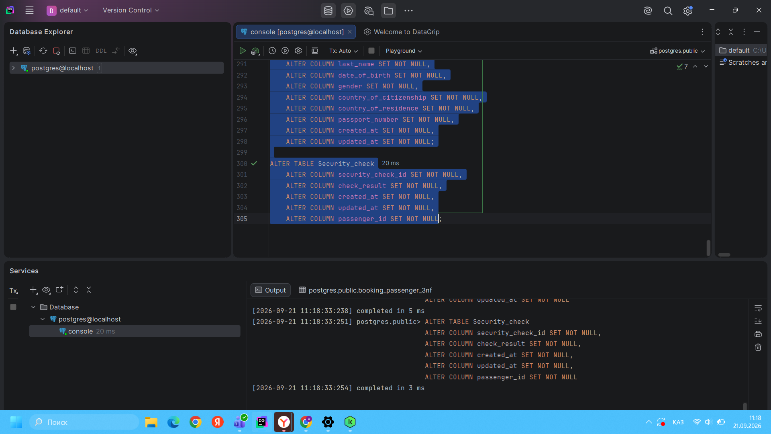 D default
Version Control
Database Explorer
DDL
postgres@localhost 1
console [postgres@localhost]
Welcome to DataGrip
Tx: Auto
Playground
postgres.public
7
291 ALTER COLUMN last_name SET NOT NULL,
292 ALTER COLUMN date_of_birth SET NOT NULL,
293 ALTER COLUMN gender SET NOT NULL,
294 ALTER COLUMN country_of_citizenship SET NOT NULL,
295 ALTER COLUMN country_of_residence SET NOT NULL,
296 ALTER COLUMN passport_number SET NOT NULL,
297 ALTER COLUMN created_at SET NOT NULL,
298 ALTER COLUMN updated_at SET NOT NULL;
299
300 ALTER TABLE Security_check 20 ms
301 ALTER COLUMN security_check_id SET NOT NULL,
302 ALTER COLUMN check_result SET NOT NULL,
303 ALTER COLUMN created_at SET NOT NULL,
304 ALTER COLUMN updated_at SET NOT NULL,
305 ALTER COLUMN passenger_id SET NOT NULL;
default C:\U
Scratches ar
Services
Tx
Database
postgres@localhost
console 20 ms
Output
postgres.public.booking_passenger_3nf
ALTER COLUMN updated_at SET NOT NULL
[2026-09-21 11:18:33:238] completed in 5 ms
[2026-09-21 11:18:33:251] postgres.public> ALTER TABLE Security_check
ALTER COLUMN security_check_id SET NOT NULL,
ALTER COLUMN check_result SET NOT NULL,
ALTER COLUMN created_at SET NOT NULL,
ALTER COLUMN updated_at SET NOT NULL,
ALTER COLUMN passenger_id SET NOT NULL
[2026-09-21 11:18:33:254] completed in 3 ms
Поиск
КАЗ
11:18
21.09.2026